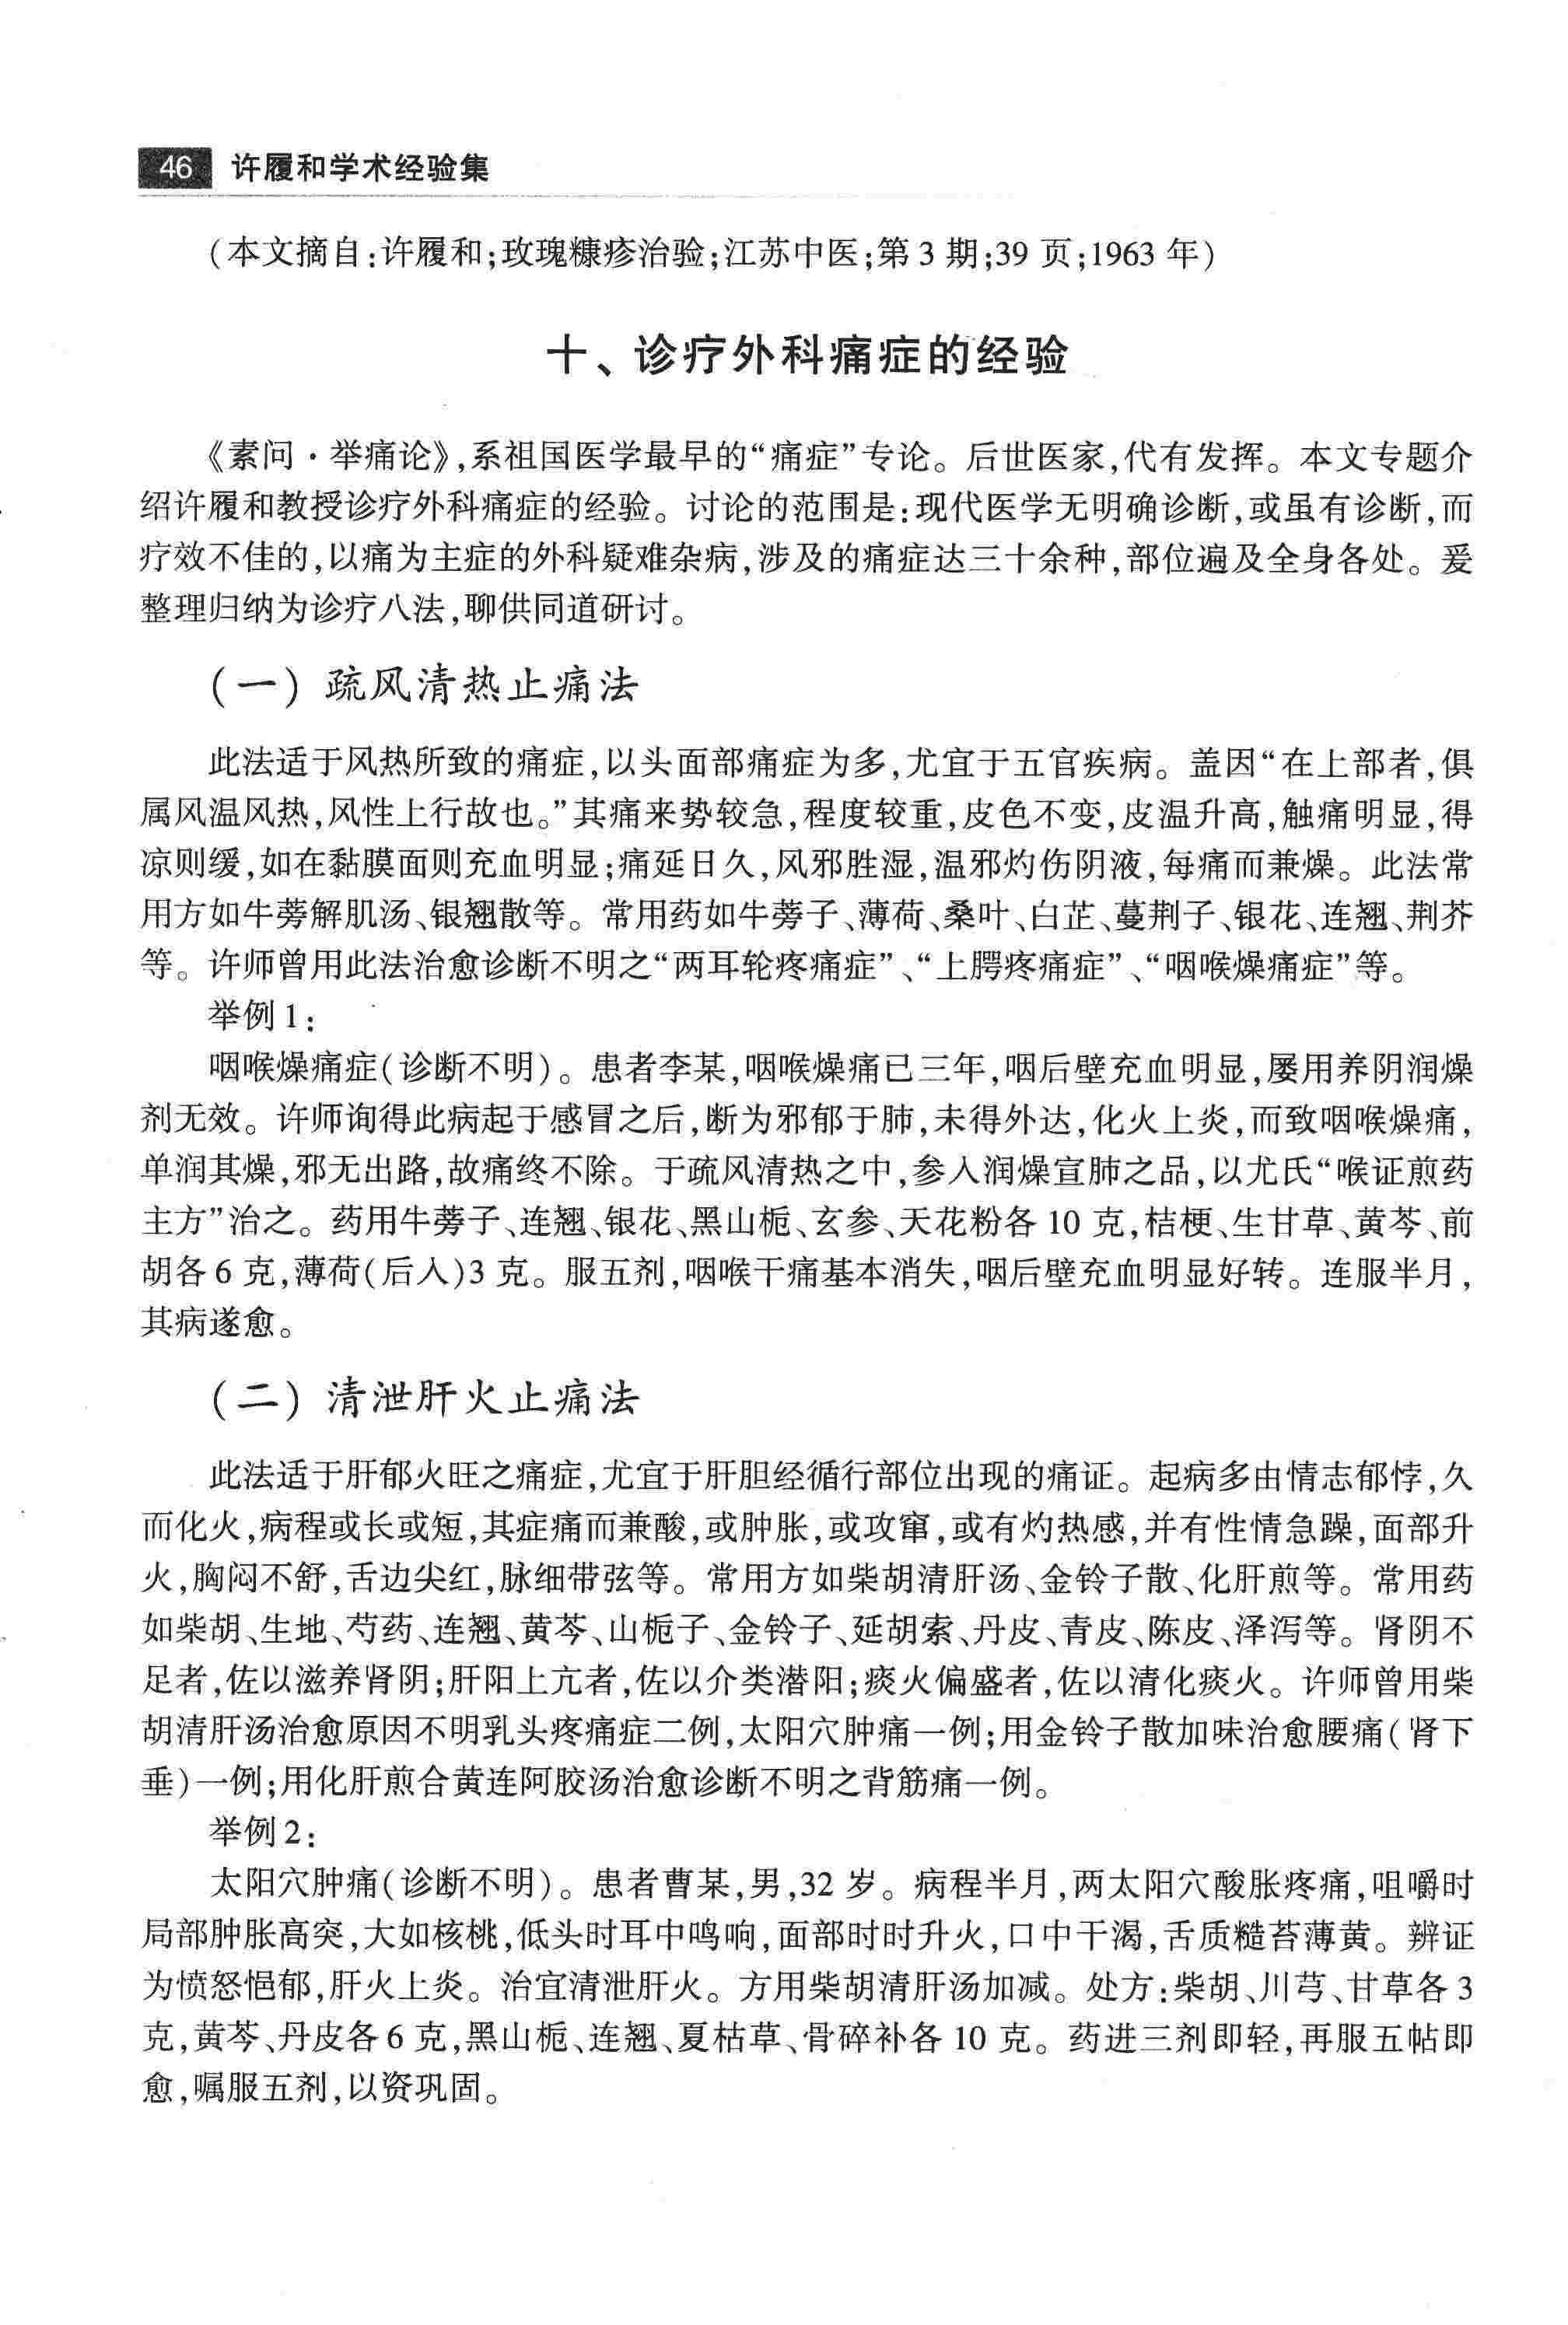 46 许履和学术经验集
(本文摘自:许履和;玫瑰糠疹治验;江苏中医;第3期;39页;1963年)
十、诊疗外科痛症的经验
《素问·举痛论》,系祖国医学最早的“痛症”专论。后世医家,代有发挥。本文专题介
绍许履和教授诊疗外科痛症的经验。讨论的范围是:现代医学无明确诊断,或虽有诊断,而
疗效不佳的,以痛为主症的外科疑难杂病,涉及的痛症达三十余种,部位遍及全身各处。爰
整理归纳为诊疗八法,聊供同道研讨。
(一) 疏风清热止痛法
此法适于风热所致的痛症,以头面部痛症为多,尤宜于五官疾病。盖因“在上部者,俱
属风温风热,风性上行故也。”其痛来势较急,程度较重,皮色不变,皮温升高,触痛明显,得
凉则缓,如在黏膜面则充血明显;痛延日久,风邪胜湿,温邪灼伤阴液,每痛而兼燥。此法常
用方如牛蒡解肌汤、银翘散等。常用药如牛蒡子、薄荷、桑叶、白芷、蔓荆子、银花、连翘、荆芥
等。许师曾用此法治愈诊断不明之“两耳轮疼痛症”、“上腭疼痛症”、“咽喉燥痛症”等。
举例1:
咽喉燥痛症(诊断不明)。患者李某,咽喉燥痛已三年,咽后壁充血明显,屡用养阴润燥
剂无效。许师询得此病起于感冒之后,断为邪郁于肺,未得外达,化火上炎,而致咽喉燥痛,
单润其燥,邪无出路,故痛终不除。于疏风清热之中,参入润燥宣肺之品,以尤氏“喉证煎药
主方”治之。药用牛蒡子、连翘、银花、黑山栀、玄参、天花粉各10克,桔梗、生甘草、黄芩、前
胡各6克,薄荷(后入)3克。服五剂,咽喉干痛基本消失,咽后壁充血明显好转。连服半月,
其病遂愈。
(二) 清泄肝火止痛法
此法适于肝郁火旺之痛症,尤宜于肝胆经循行部位出现的痛证。起病多由情志郁悖,久
而化火,病程或长或短,其症痛而兼酸,或肿胀,或攻窜,或有灼热感,并有性情急躁,面部升
火,胸闷不舒,舌边尖红,脉细带弦等。常用方如柴胡清肝汤、金铃子散、化肝煎等。常用药
如柴胡、生地、芍药、连翘、黄芩、山栀子、金铃子、延胡索、丹皮、青皮、陈皮、泽泻等。肾阴不
足者,佐以滋养肾阴;肝阳上亢者,佐以介类潜阳;痰火偏盛者,佐以清化痰火。许师曾用柴
胡清肝汤治愈原因不明乳头疼痛症二例,太阳穴肿痛一例;用金铃子散加味治愈腰痛(肾下
垂)一例;用化肝煎合黄连阿胶汤治愈诊断不明之背筋痛一例。
举例2:
太阳穴肿痛(诊断不明)。患者曹某,男,32岁。病程半月,两太阳穴酸胀疼痛,咀嚼时
局部肿胀高突,大如核桃,低头时耳中鸣响,面部时时升火,口中干渴,舌质糙苔薄黄。辨证
为愤怒悒郁,肝火上炎。治宜清泄肝火。方用柴胡清肝汤加减。处方:柴胡、川芎、甘草各3
克,黄芩、丹皮各6克,黑山栀、连翘、夏枯草、骨碎补各10克。药进三剂即轻,再服五帖即
愈,嘱服五剂,以资巩固。